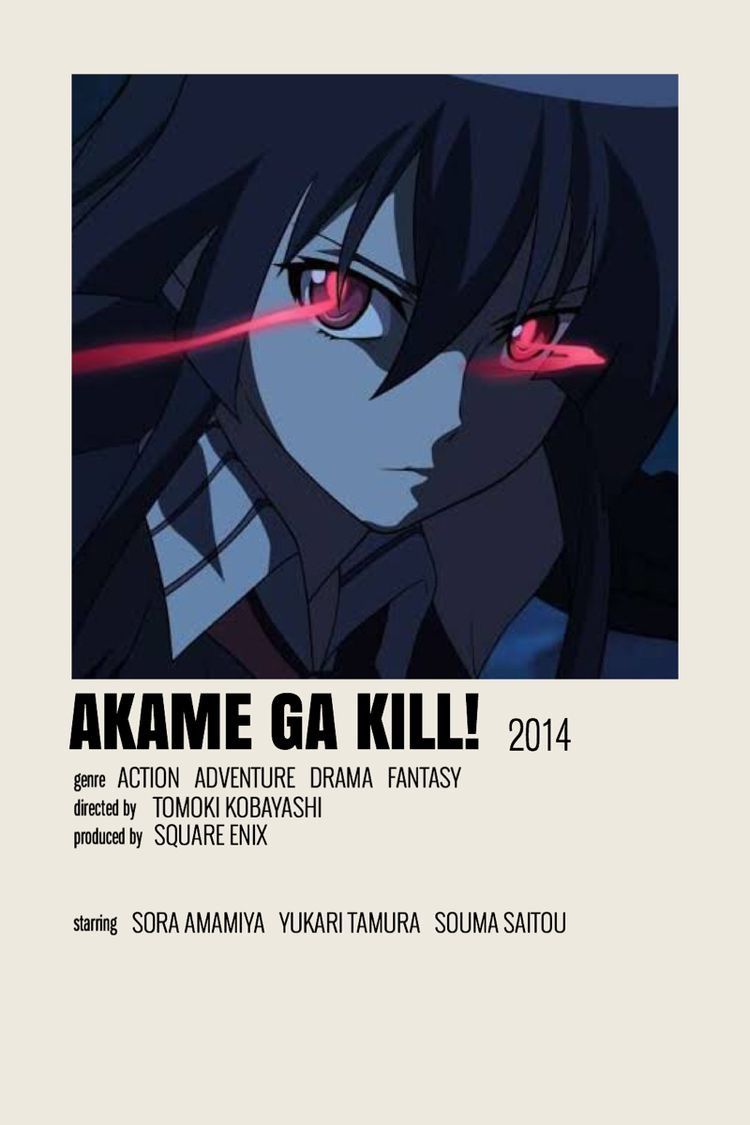 AKAME GA KILL! 2014
genre ACTION ADVENTURE DRAMA FANTASY
directed by TOMOKI KOBAYASHI
produced by SQUARE ENIX
starring SORA AMAMIYA YUKARI TAMURA SOUMA SAITOU